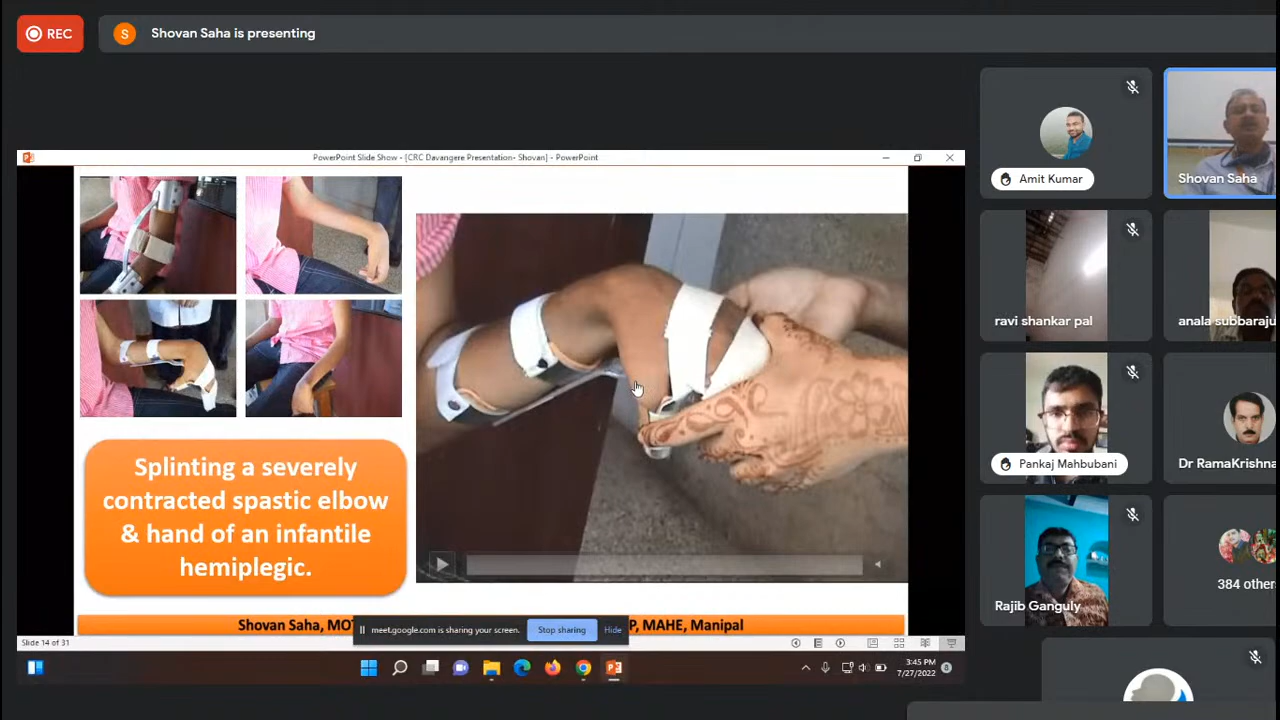 REC
S
Shovan Saha is presenting
PowerPoint Slide Show - [CRC Davangere Presentation- Shovan] - PowerPoint
Splinting a severely
contracted spastic elbow
& hand of an infantile
hemiplegic.
Shovan Saha, MOT
P, MAHE, Manipal
meet.google.com is sharing your screen.
Stop sharing
Hide
Slide 14 of 31
3:45 PM
7/27/2022
8
Amit Kumar
Shovan Saha
ravi shankar pal
anala subbaraju
Pankaj Mahbubani
Dr RamaKrishna
Rajib Ganguly
384 others